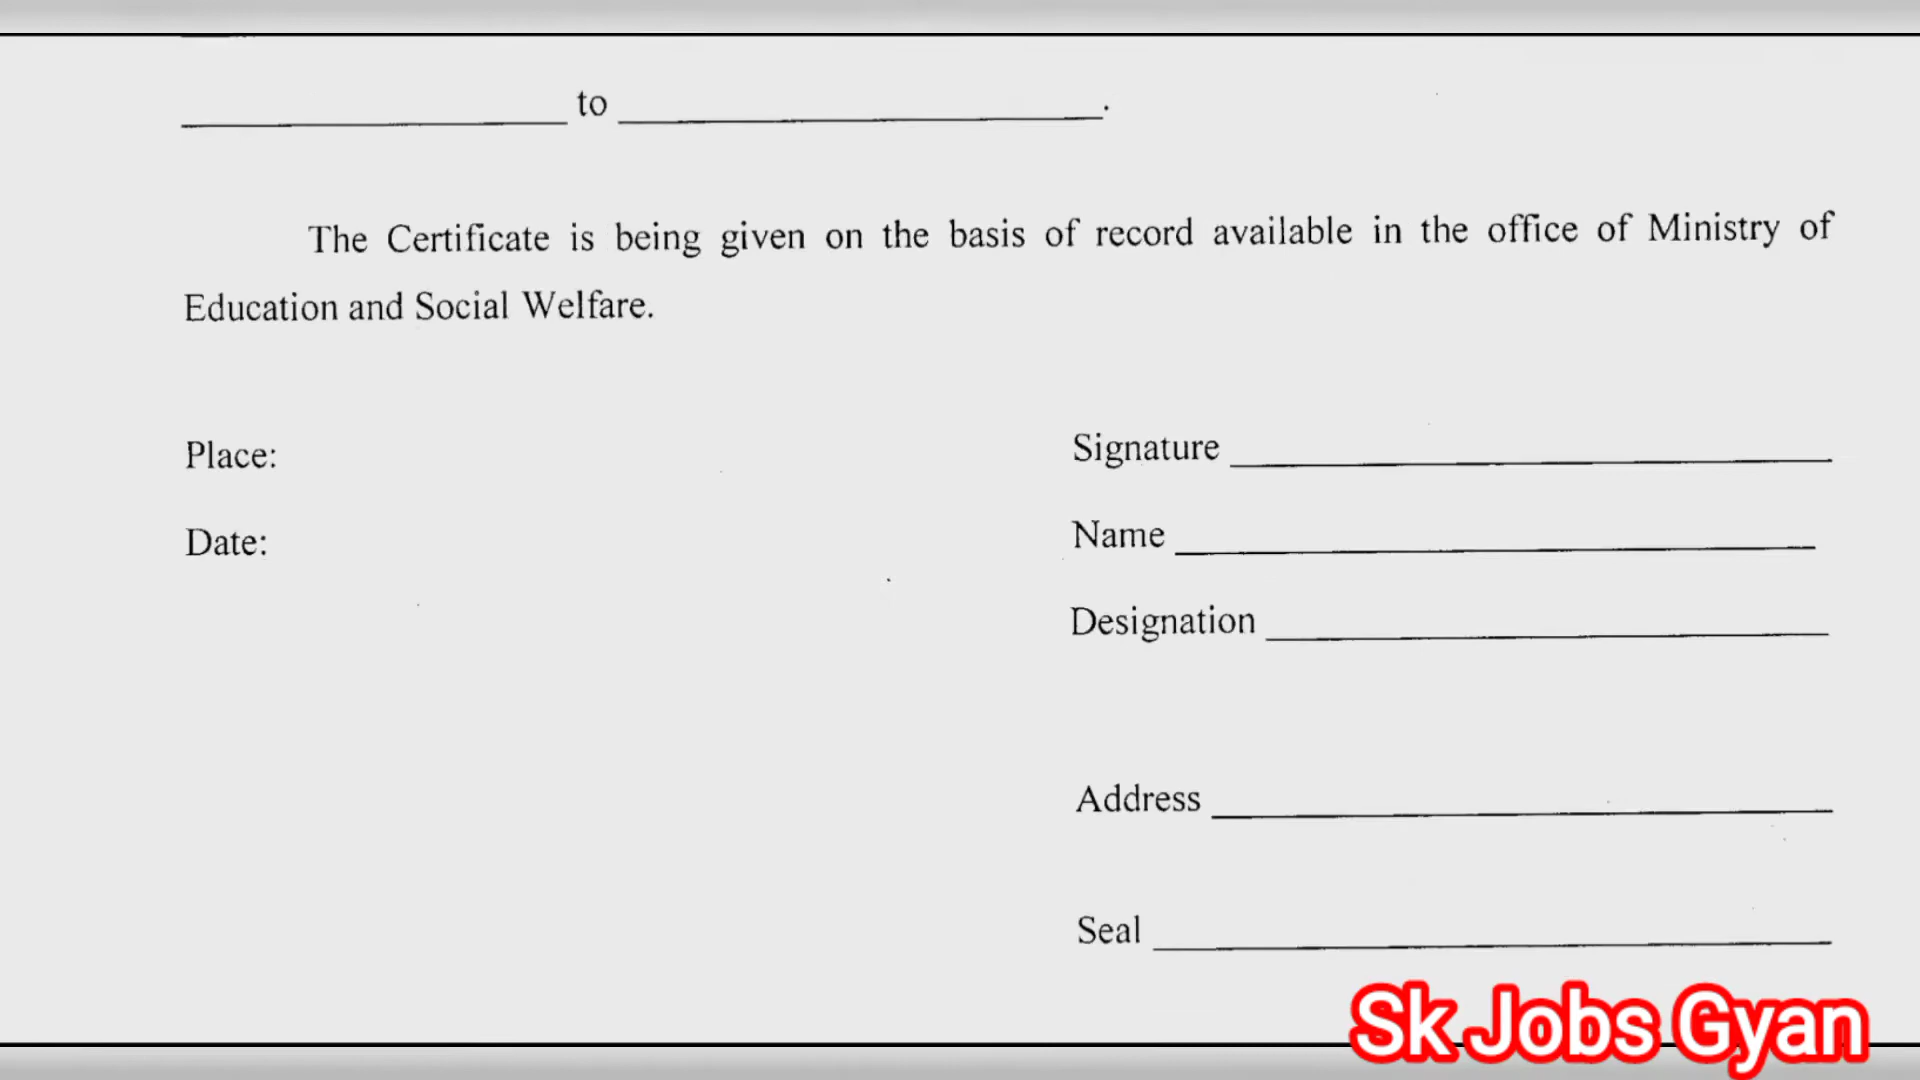 to .
The Certificate is being given on the basis of record available in the office of Ministry of
Education and Social Welfare.
Place:
Signature
Date:
Name
Designation
Address
Seal
Sk Jobs Gyan